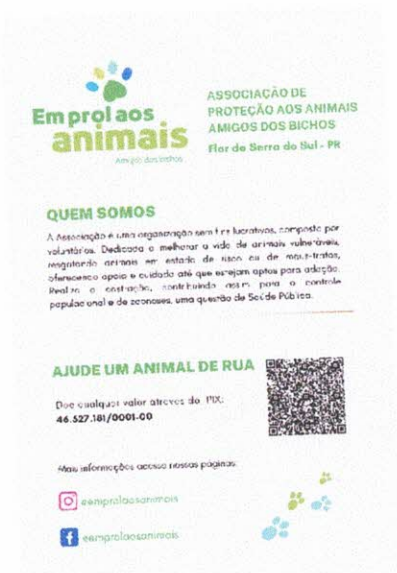 Em prol aos
animais
Amigos dos bichos
ASSOCIAÇÃO DE
PROTEÇÃO AOS ANIMAIS
AMIGOS DOS BICHOS
Flor da Serra do Sul - PR
QUEM SOMOS
A Associação é uma organização sem fins lucrativos, composta por
voluntários. Dedicada a melhorar a vida de animais vulneráveis,
resgatando animais em estado de risco ou de maus-tratos,
oferecendo apoio e cuidado até que estejam aptos para adoção.
Realiza a castração, contribuindo assim para o controle
populacional e de zoonoses, uma questão de Saúde Pública.
AJUDE UM ANIMAL DE RUA
Doe qualquer valor através do PIX:
46.527.181/0001-00
Mais informações acesse nossas páginas:
eemprolaosanimais
eemprolaosanimais